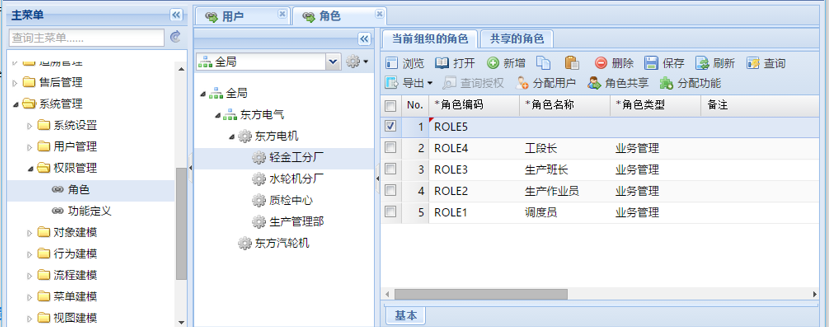 主菜单
查询主菜单......
追溯管理
售后管理
系统管理
系统设置
用户管理
权限管理
角色
功能定义
对象建模
行为建模
流程建模
菜单建模
视图建模
用户
角色
全局
全局
东方电气
东方电机
轻金工分厂
水轮机分厂
质检中心
生产管理部
东方汽轮机
当前组织的角色 共享的角色
浏览 打开 新增 删除 保存 刷新 查询
导出 查询授权 分配用户 角色共享 分配功能
No. *角色编码 *角色名称 *角色类型 备注
1 ROLE5
2 ROLE4 工段长 业务管理
3 ROLE3 生产班长 业务管理
4 ROLE2 生产作业员 业务管理
5 ROLE1 调度员 业务管理
基本